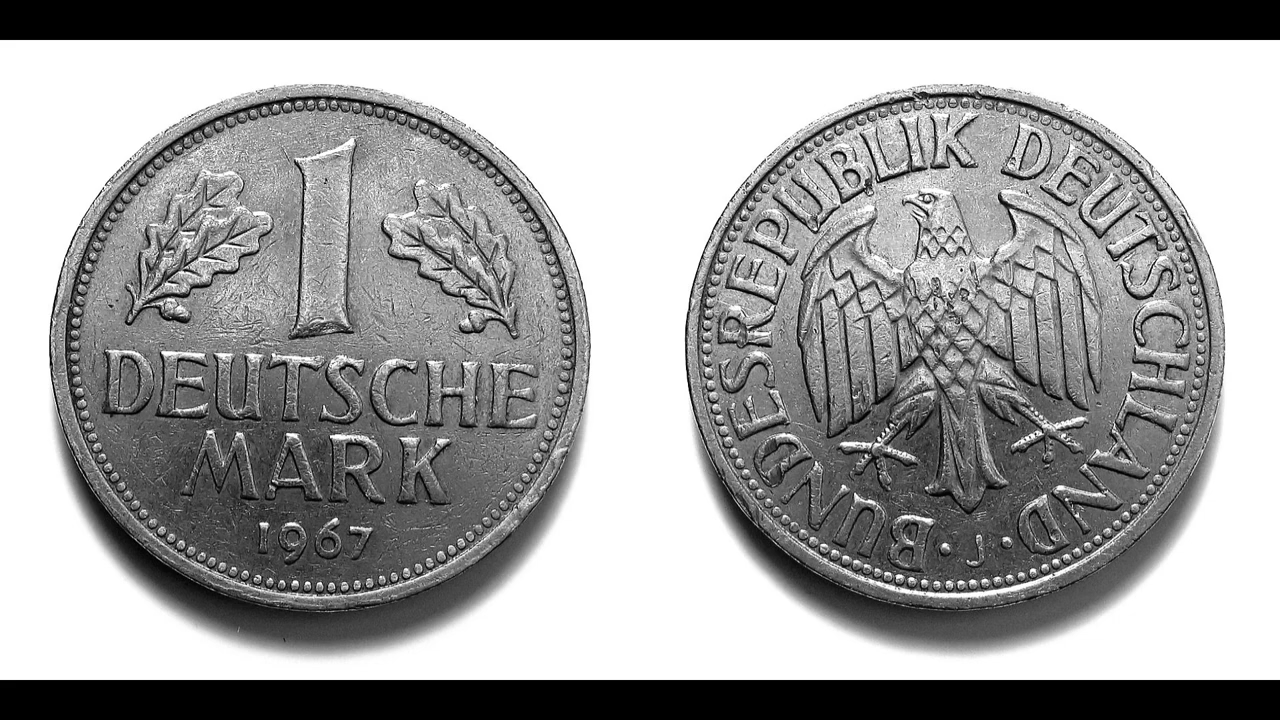 1
DEUTSCHE
MARK
1967
BUNDESREPUBLIK DEUTSCHLAND
· J ·